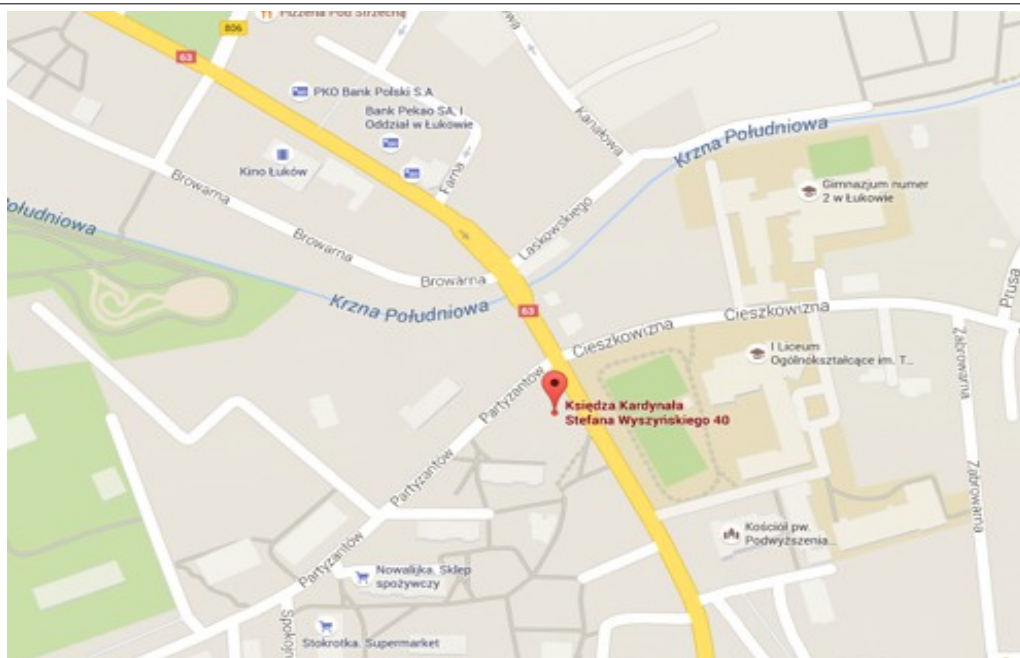 Pizzeria Pod Strzechą
806
63
PKO Bank Polski S.A
Bank Pekao SA, I
Oddział w Łukowie
Kino Łuków
Farna
Kanałowa
Krzna Południowa
Gimnazjum numer
2 w Łukowie
Browarna
Południowa
Browarna
Laskowskiego
Browarna
Krzna Południowa
63
Prusa
Cieszkowizna
Cieszkowizna
I Liceum
Ogólnokształcące im. T...
Zabrowarna
Partyzantów
Księdza Kardynała
Stefana Wyszyńskiego 40
Partyzantów
Zabrowarna
Kościół pw.
Podwyższenia...
Partyzantów
Nowalijka. Sklep
spożywczy
Spokojn
Stokrotka. Supermarket